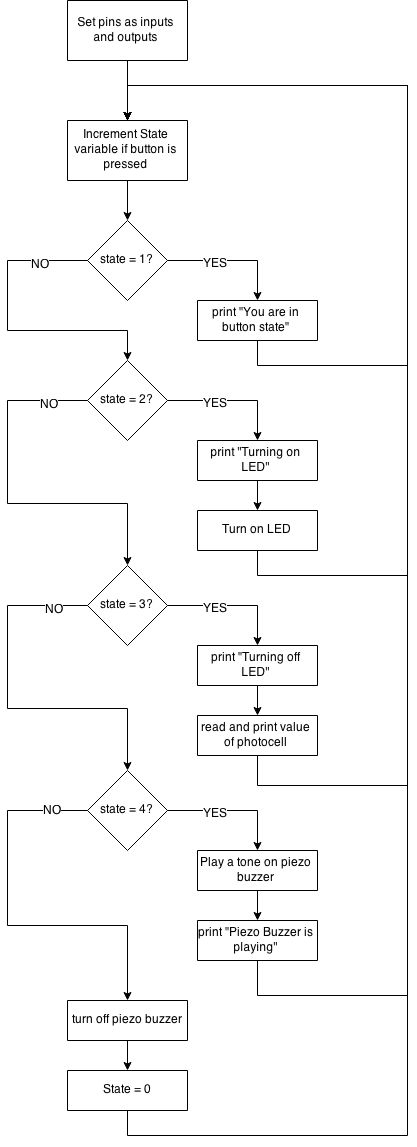 Set pins as inputs
and outputs
Increment State
variable if button is
pressed
state = 1?
NO
YES
print "You are in
button state"
state = 2?
NO
YES
print "Turning on
LED"
Turn on LED
state = 3?
NO
YES
print "Turning off
LED"
read and print value
of photocell
state = 4?
NO
YES
Play a tone on piezo
buzzer
print "Piezo Buzzer is
playing"
turn off piezo buzzer
State = 0